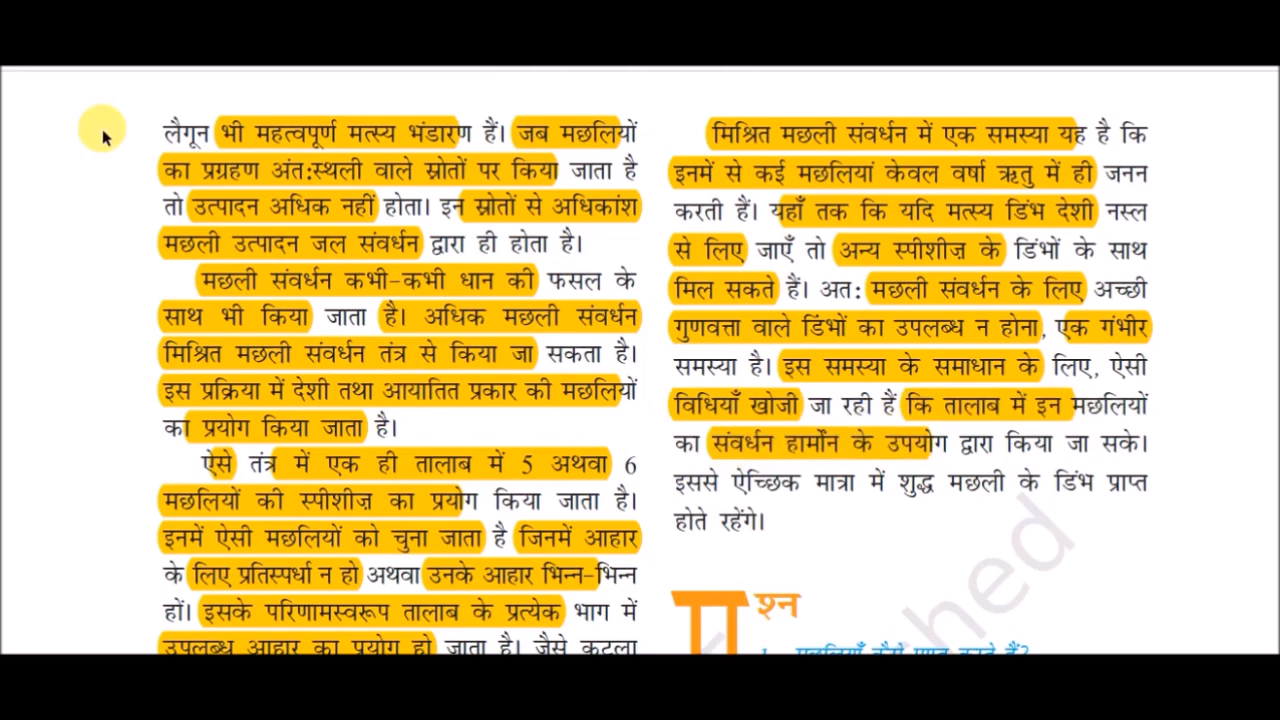 लैगून भी महत्वपूर्ण मत्स्य भंडारण हैं। जब मछलियों
का प्रग्रहण अंत:स्थली वाले स्रोतों पर किया जाता है
तो उत्पादन अधिक नहीं होता। इन स्रोतों से अधिकांश
मछली उत्पादन जल संवर्धन द्वारा ही होता है।
मछली संवर्धन कभी-कभी धान की फसल के
साथ भी किया जाता है। अधिक मछली संवर्धन
मिश्रित मछली संवर्धन तंत्र से किया जा सकता है।
इस प्रक्रिया में देशी तथा आयातित प्रकार की मछलियों
का प्रयोग किया जाता है।
ऐसे तंत्र में एक ही तालाब में 5 अथवा 6
मछलियों की स्पीशीज़ का प्रयोग किया जाता है।
इनमें ऐसी मछलियों को चुना जाता है जिनमें आहार
के लिए प्रतिस्पर्धा न हो अथवा उनके आहार भिन्न-भिन्न
हों। इसके परिणामस्वरूप तालाब के प्रत्येक भाग में
उपलब्ध आहार का प्रयोग हो जाता है। जैसे कटला
मिश्रित मछली संवर्धन में एक समस्या यह है कि
इनमें से कई मछलियां केवल वर्षा ऋतु में ही जनन
करती हैं। यहाँ तक कि यदि मत्स्य डिंभ देशी नस्ल
से लिए जाएँ तो अन्य स्पीशीज़ के डिंभों के साथ
मिल सकते हैं। अत: मछली संवर्धन के लिए अच्छी
गुणवत्ता वाले डिंभों का उपलब्ध न होना, एक गंभीर
समस्या है। इस समस्या के समाधान के लिए, ऐसी
विधियाँ खोजी जा रही हैं कि तालाब में इन मछलियों
का संवर्धन हार्मोन के उपयोग द्वारा किया जा सके।
इससे ऐच्छिक मात्रा में शुद्ध मछली के डिंभ प्राप्त
होते रहेंगे।
प्रश्न